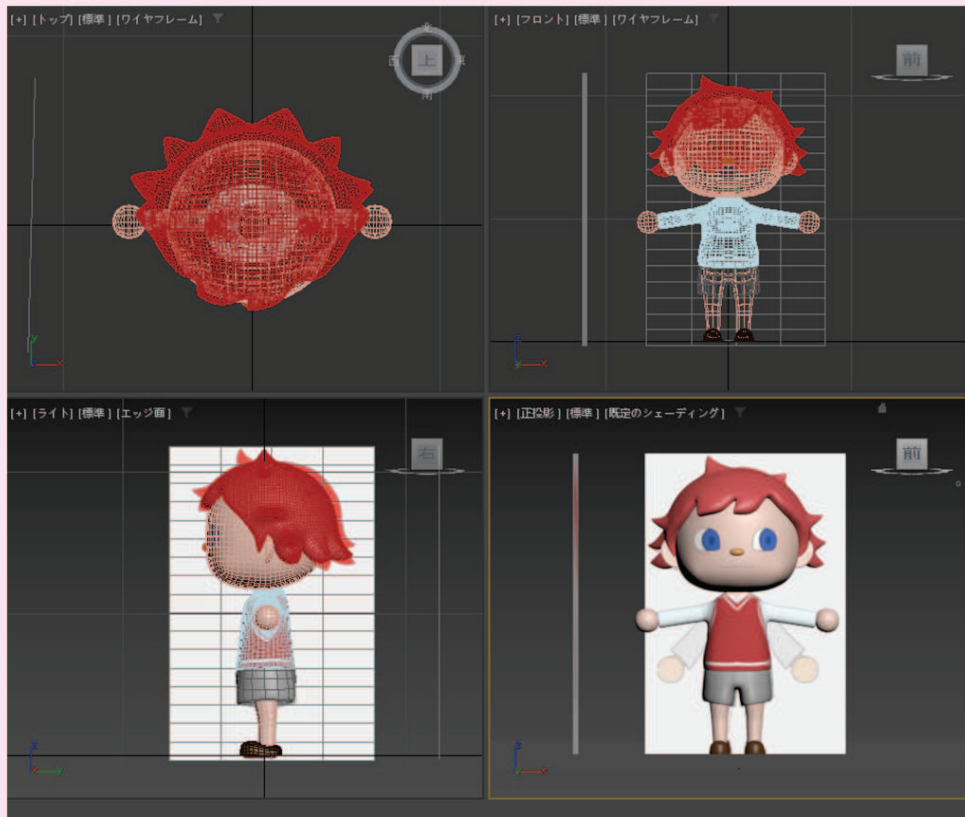 [+] [トップ] [標準] [ワイヤフレーム]
北
西 上 東
南
[+] [フロント] [標準] [ワイヤフレーム]
前
[+] [ライト] [標準] [エッジ面]
右
[+] [正投影] [標準] [既定のシェーディング]
前
y
x
z
x
z
y
z
x